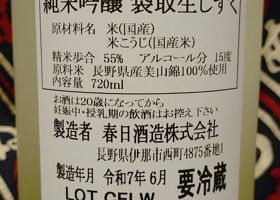 純米吟醸 袋取生しずく
原材料名 米(国産)
米こうじ(国産米)
精米歩合 55% アルコール分 15度
原料米 長野県産美山錦100%使用
内容量 720ml
お酒は20歳になってから
妊娠中・授乳期の飲酒はお控え下さい
製造者 春日酒造株式会社
長野県伊那市西町4875番地1
製造年月 令和7年6月 要冷蔵